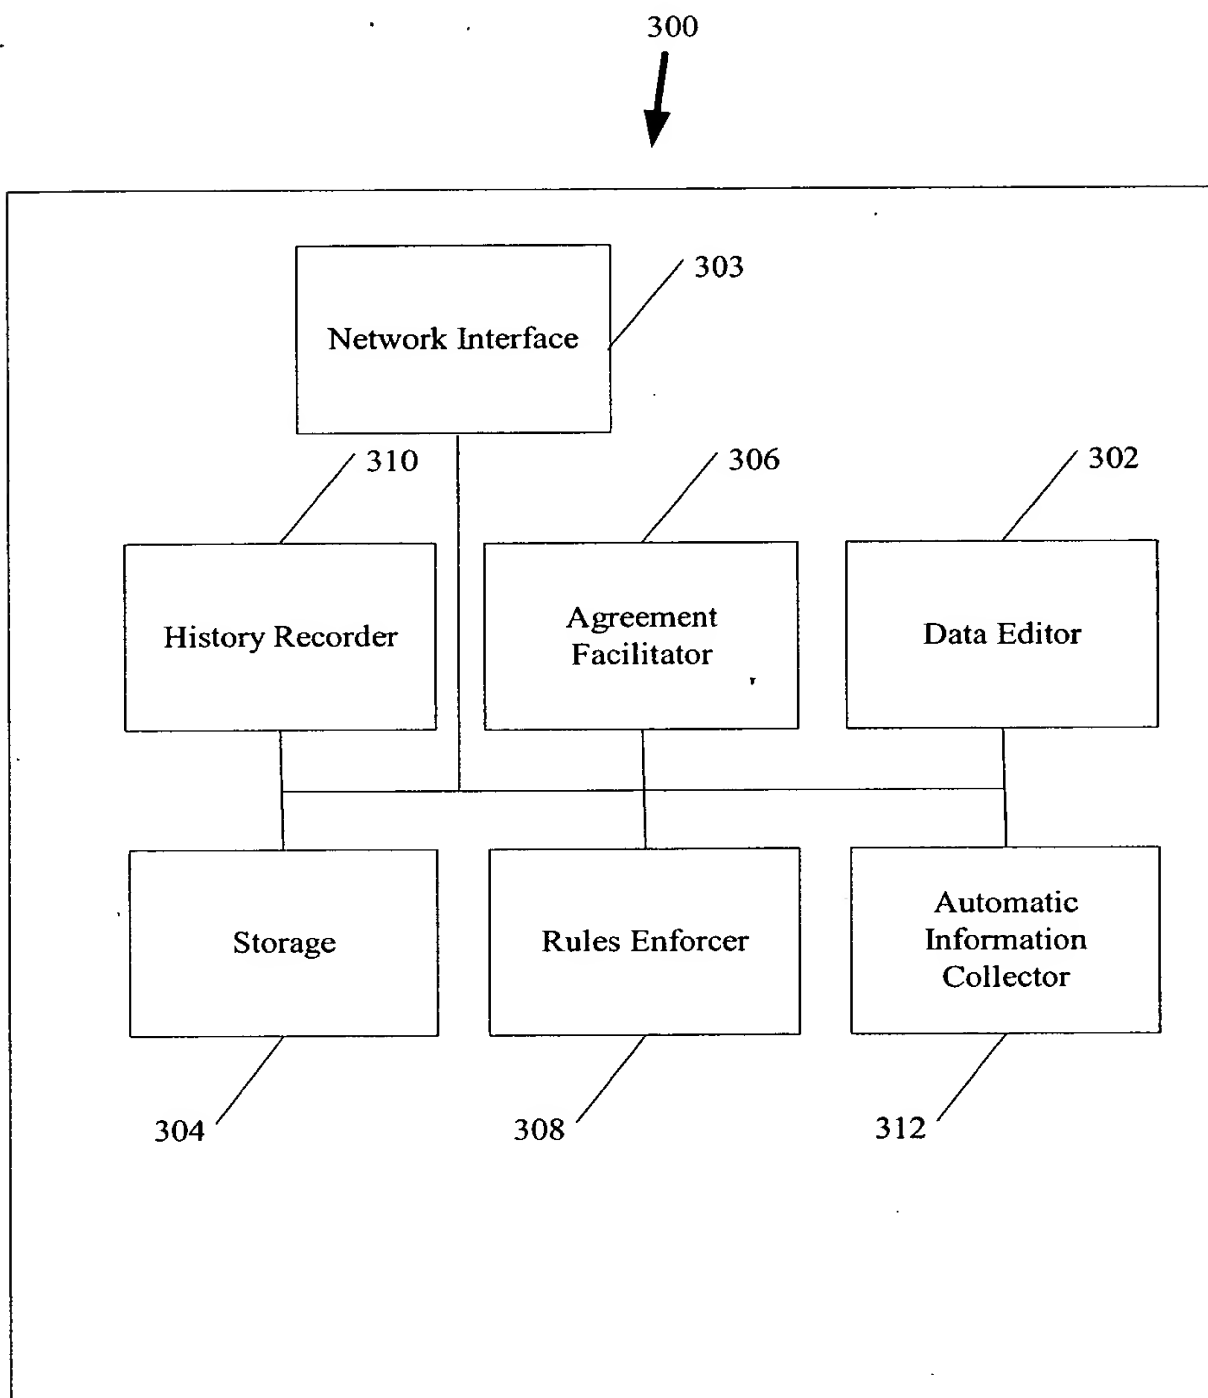 300
303
Network Interface
310
306
302
History Recorder
Agreement
Facilitator
Data Editor
Storage
Rules Enforcer
Automatic
Information
Collector
304
308
312